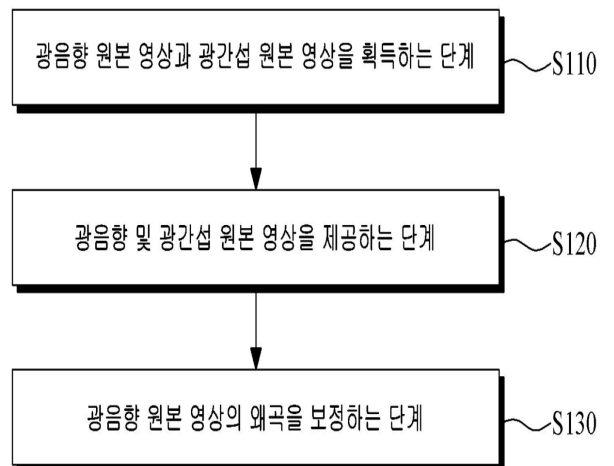 광음향 원본 영상과 광간섭 원본 영상을 획득하는 단계
S110
광음향 및 광간섭 원본 영상을 제공하는 단계
S120
광음향 원본 영상의 왜곡을 보정하는 단계
S130